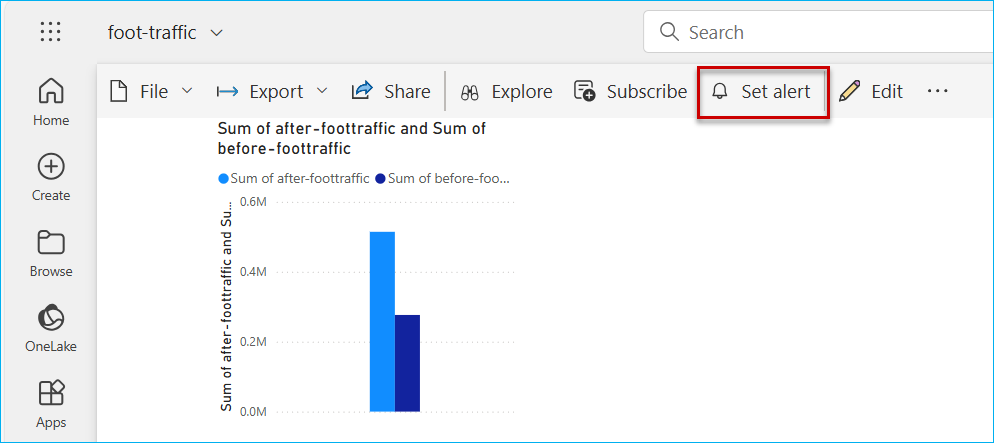 foot-traffic
Search
File
Export
Share
Explore
Subscribe
Set alert
Edit
Home
Create
Browse
OneLake
Apps
Sum of after-foottraffic and Sum of
before-foottraffic
Sum of after-foottraffic
Sum of before-foo...
Sum of after-foottraffic and Su...
0.6M
0.4M
0.2M
0.0M